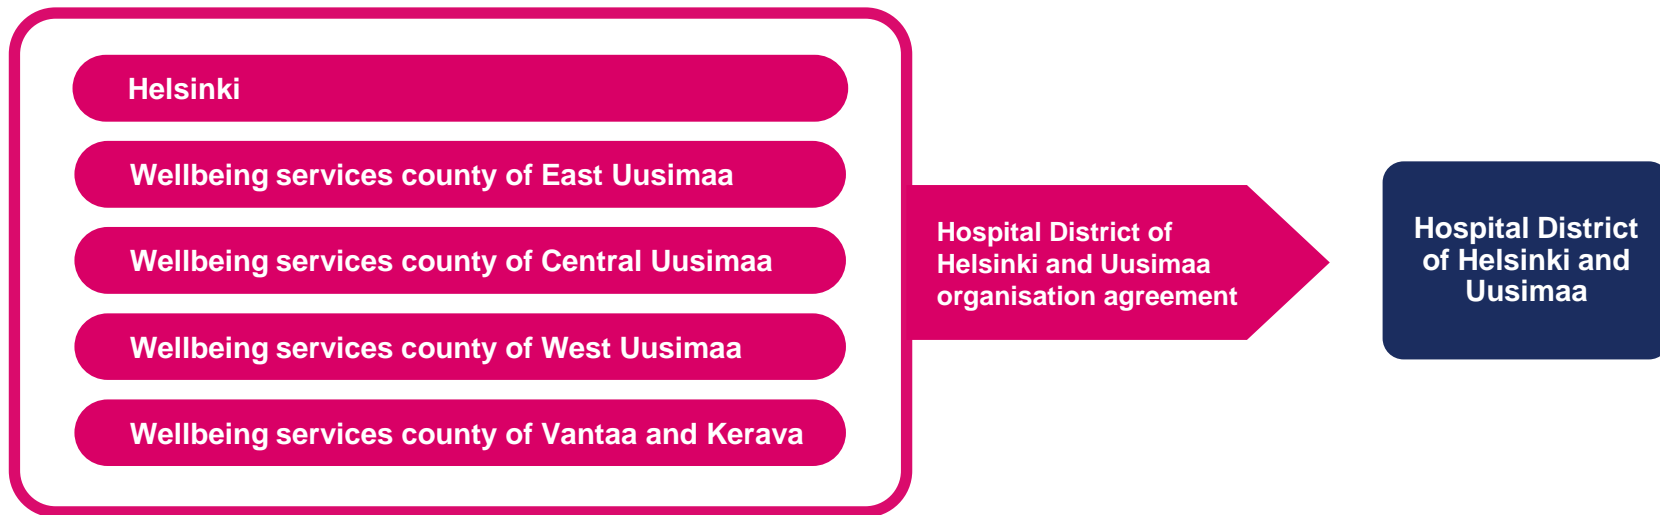 Helsinki
Wellbeing services county of East Uusimaa
Wellbeing services county of Central Uusimaa
Wellbeing services county of West Uusimaa
Wellbeing services county of Vantaa and Kerava
Hospital District of
Helsinki and Uusimaa
organisation agreement
Hospital District
of Helsinki and
Uusimaa